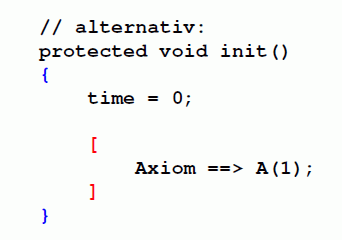 // alternativ:
protected void init()
{
time = 0;
[
Axiom ==> A(1);
]
}